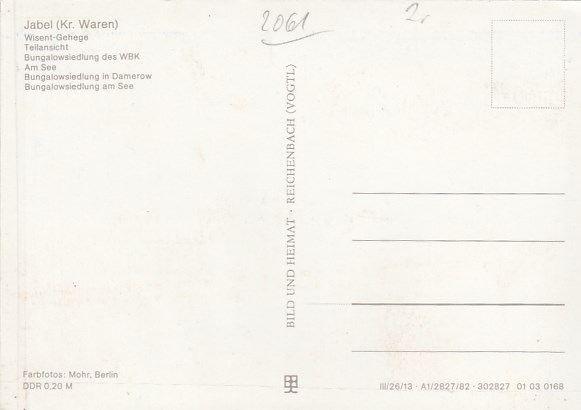 Jabel (Kr. Waren)
Wisent-Gehege
Teilansicht
Bungalowsiedlung des WBK
Am See
Bungalowsiedlung in Damerow
Bungalowsiedlung am See
2061
2,
BILD UND HEIMAT · REICHENBACH (VOGTL)
Farbfotos: Mohr, Berlin
DDR 0,20 M
III/26/13 · A1/2827/82 · 302827 01 03 0168